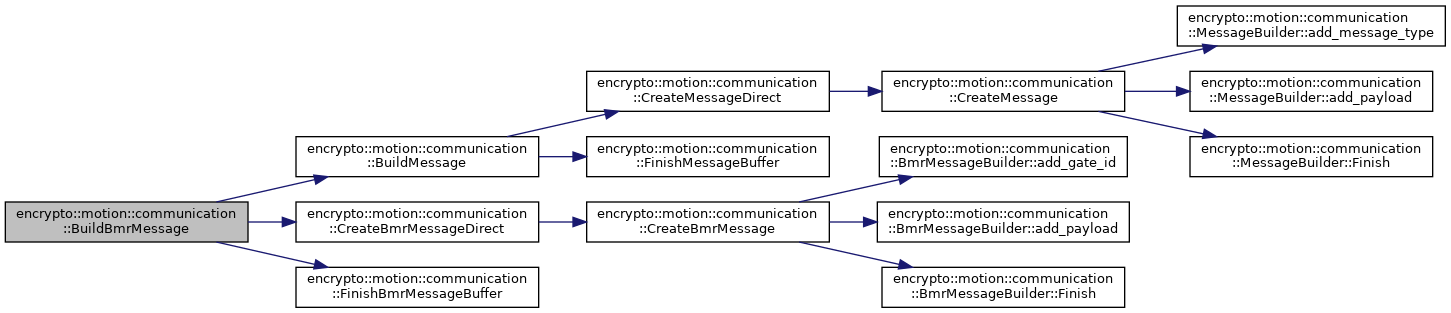 encrypto::motion::communication
::BuildBmrMessage
encrypto::motion::communication
::BuildMessage
encrypto::motion::communication
::CreateMessageDirect
encrypto::motion::communication
::CreateMessage
encrypto::motion::communication
::MessageBuilder::add_message_type
encrypto::motion::communication
::MessageBuilder::add_payload
encrypto::motion::communication
::MessageBuilder::Finish
encrypto::motion::communication
::FinishMessageBuffer
encrypto::motion::communication
::CreateBmrMessageDirect
encrypto::motion::communication
::CreateBmrMessage
encrypto::motion::communication
::BmrMessageBuilder::add_gate_id
encrypto::motion::communication
::BmrMessageBuilder::add_payload
encrypto::motion::communication
::BmrMessageBuilder::Finish
encrypto::motion::communication
::FinishBmrMessageBuffer